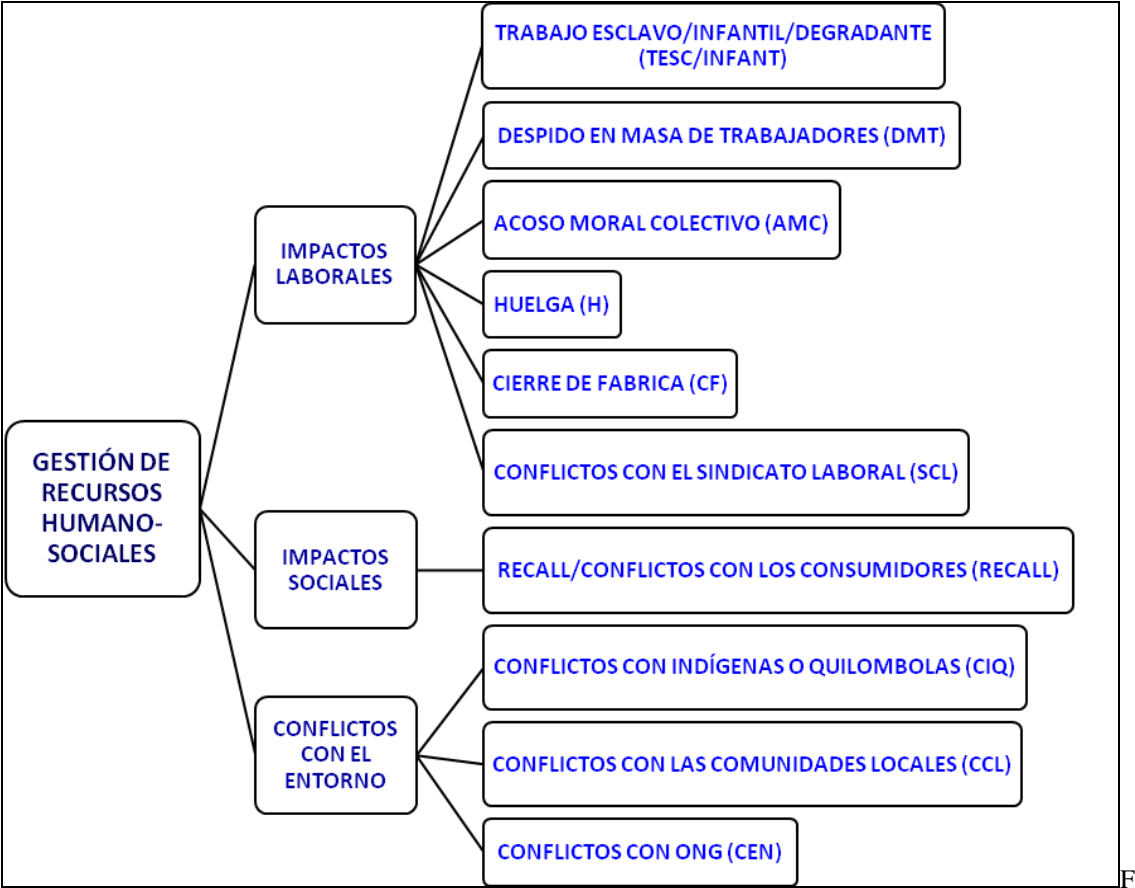 TRABAJO ESCLAVO/INFANTIL/DEGRADANTE
(TESC/INFANT)
DESPIDO EN MASA DE TRABAJADORES (DMT)
ACOSO MORAL COLECTIVO (AMC)
IMPACTOS
LABORALES
HUELGA (H)
CIERRE DE FABRICA (CF)
CONFLICTOS CON EL SINDICATO LABORAL (SCL)
GESTIÓN DE
RECURSOS
HUMANO-
SOCIALES
IMPACTOS
SOCIALES
RECALL/CONFLICTOS CON LOS CONSUMIDORES (RECALL)
CONFLICTOS CON INDÍGENAS O QUILOMBOLAS (CIQ)
CONFLICTOS
CON EL
ENTORNO
CONFLICTOS CON LAS COMUNIDADES LOCALES (CCL)
CONFLICTOS CON ONG (CEN)
F